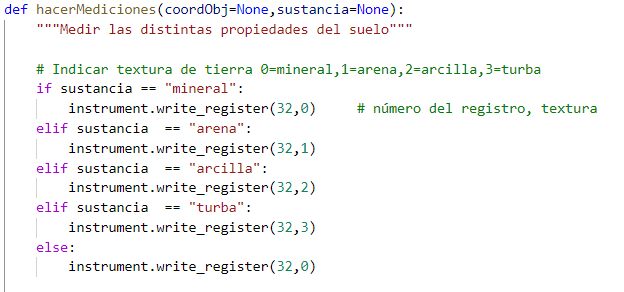 def hacerMediciones(coordObj=None,sustancia=None):
"""Medir las distintas propiedades del suelo"""
# Indicar textura de tierra 0=mineral,1=arena,2=arcilla,3=turba
if sustancia == "mineral":
instrument.write_register(32,0)     # número del registro, textura
elif sustancia  == "arena":
instrument.write_register(32,1)
elif sustancia  == "arcilla":
instrument.write_register(32,2)
elif sustancia  == "turba":
instrument.write_register(32,3)
else:
instrument.write_register(32,0)